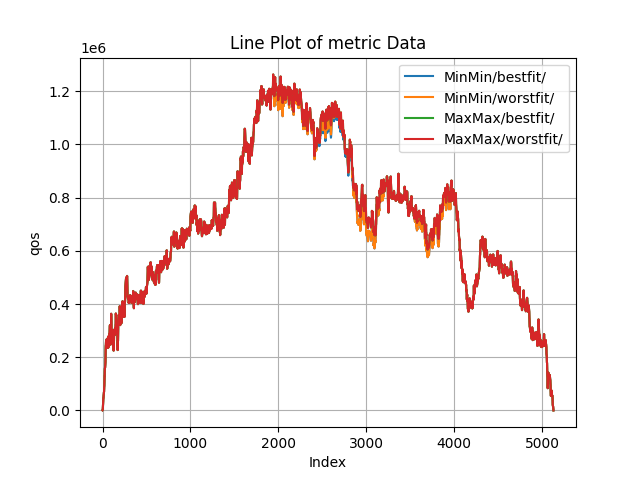 Line Plot of metric Data
1e6
MinMin/bestfit/
MinMin/worstfit/
MaxMax/bestfit/
MaxMax/worstfit/
1.2
1.0
0.8
0.6
0.4
0.2
0.0
qos
0 1000 2000 3000 4000 5000
Index